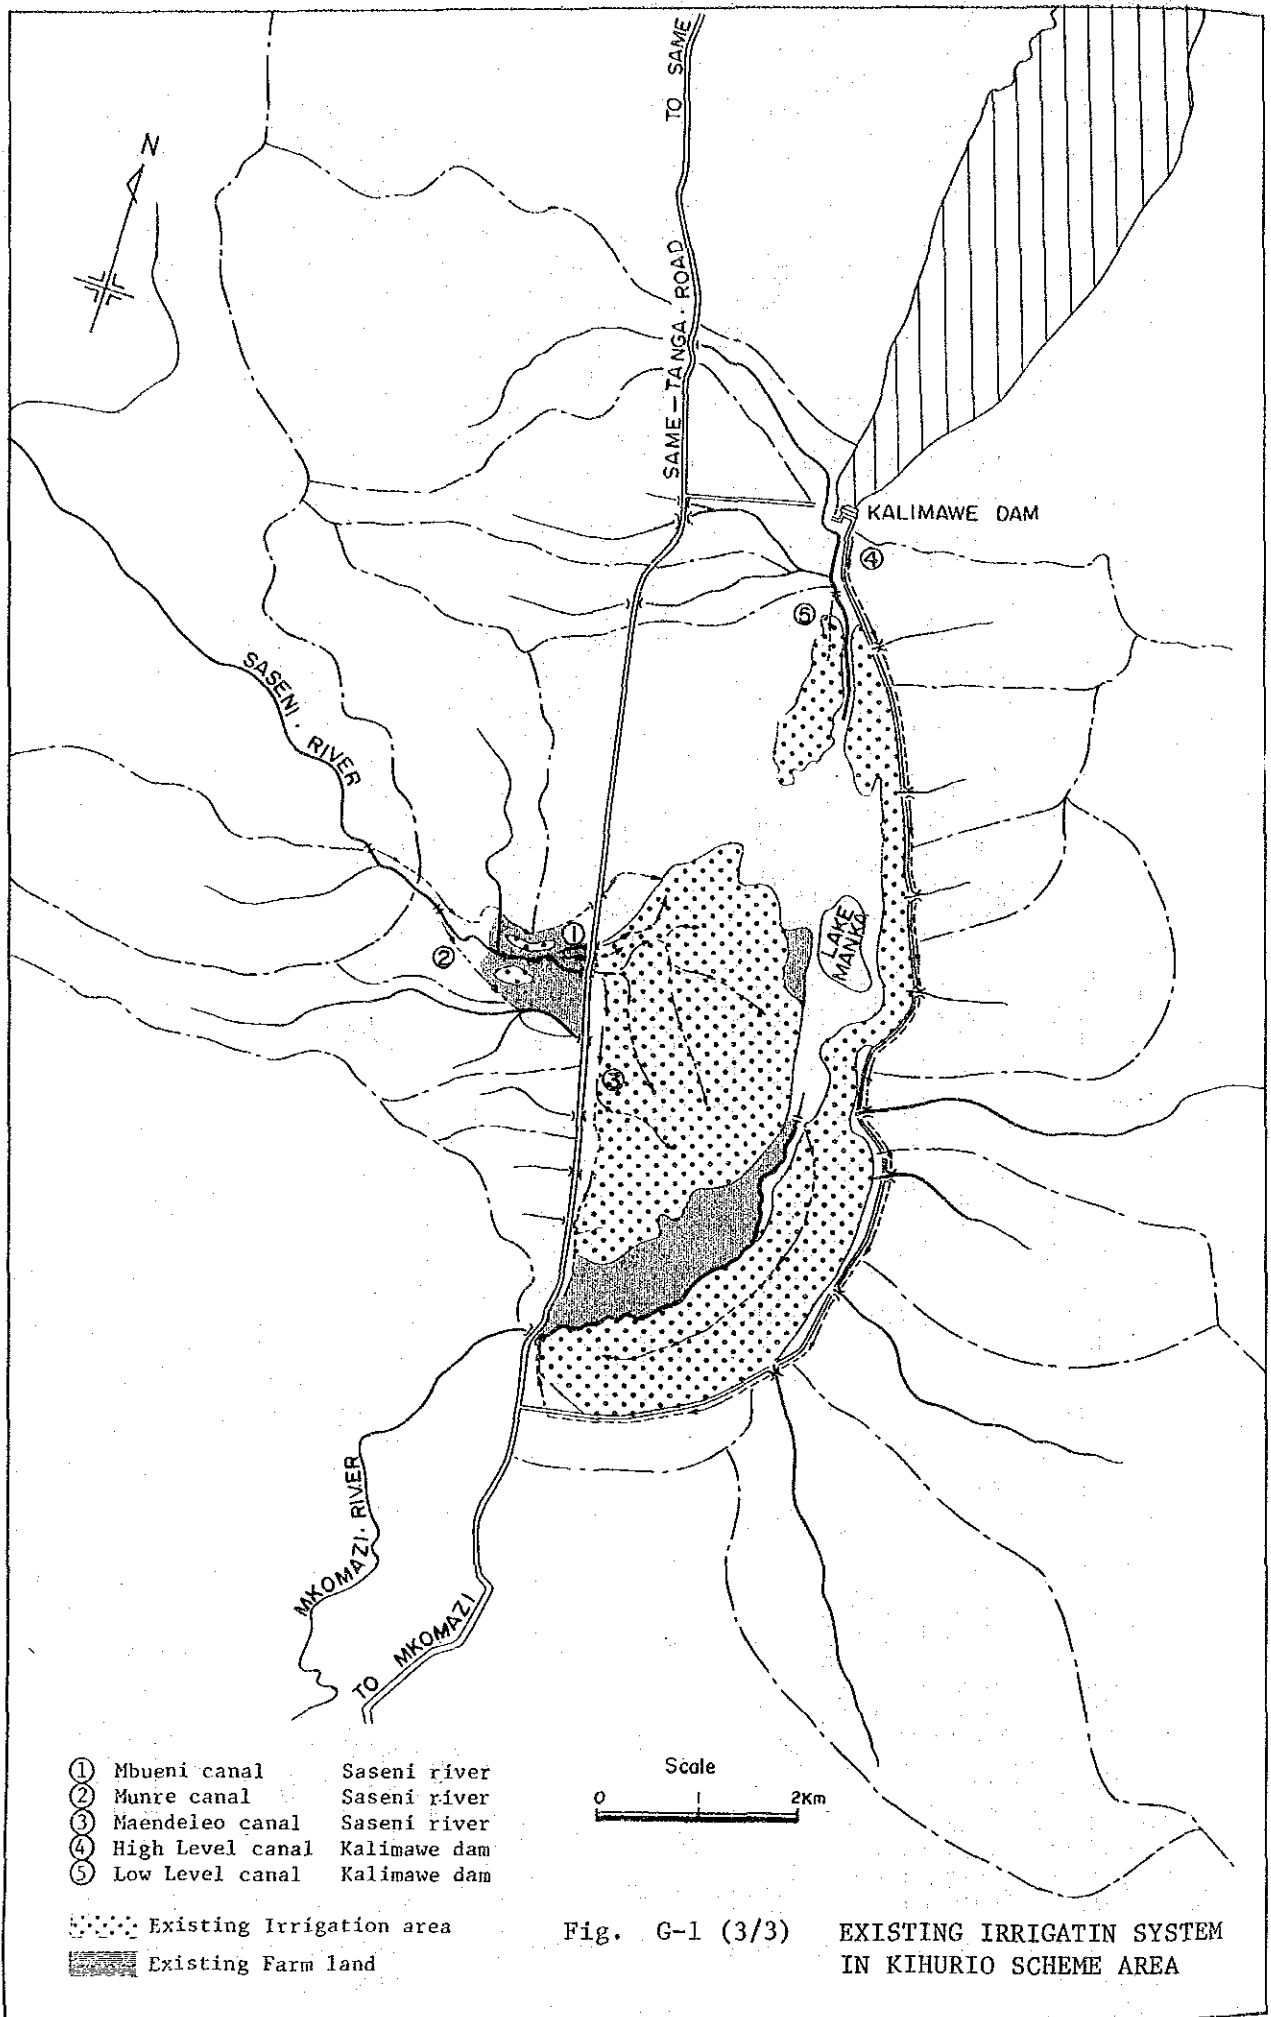 TO SAME
N
SAME-TANGA. ROAD
KALIMAWE DAM
④
⑤
SASENI. RIVER
LAKE
MANKA
①
②
③
MKOMAZI. RIVER
TO MKOMAZI
① Mbueni canal Saseni river
② Munre canal Saseni river
③ Maendeleo canal Saseni river
④ High Level canal Kalimawe dam
⑤ Low Level canal Kalimawe dam
Scale
0 1 2Km
Existing Irrigation area
Existing Farm land
Fig. G-1 (3/3) EXISTING IRRIGATIN SYSTEM
IN KIHURIO SCHEME AREA